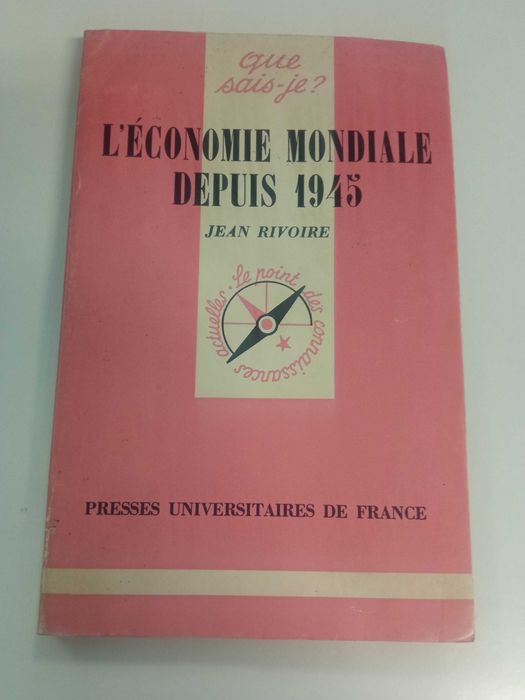 que
sais-je?
L'ÉCONOMIE MONDIALE
DEPUIS 1945
JEAN RIVOIRE
Le point des connaissances actuelles.
PRESSES UNIVERSITAIRES DE FRANCE